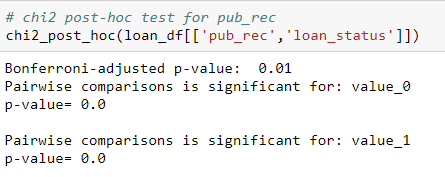 # chi2 post-hoc test for pub_rec
chi2_post_hoc(loan_df[['pub_rec','loan_status']])
Bonferroni-adjusted p-value:  0.01
Pairwise comparisons is significant for: value_0
p-value= 0.0
Pairwise comparisons is significant for: value_1
p-value= 0.0